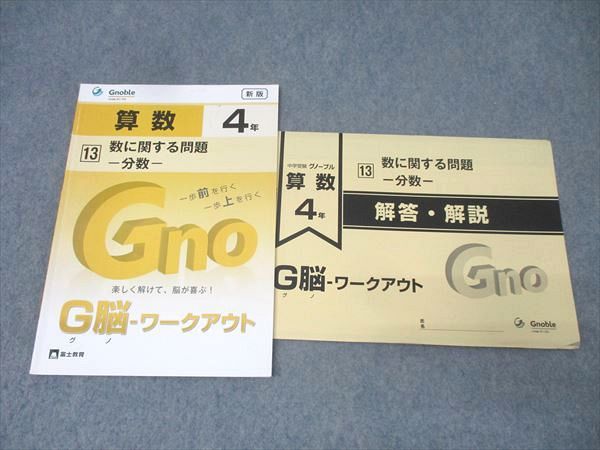 Gnoble
新版
算数
4年
13
数に関する問題
－分数－
一歩前を行く
一歩上を行く
Gno
楽しく解けて、脳が喜ぶ！
G脳-ワークアウト
グノ
富士教育
中学受験 グノーブル
算数
4年
13
数に関する問題
－分数－
解答・解説
Gno
G脳-ワークアウト
グノ
氏名
Gnoble